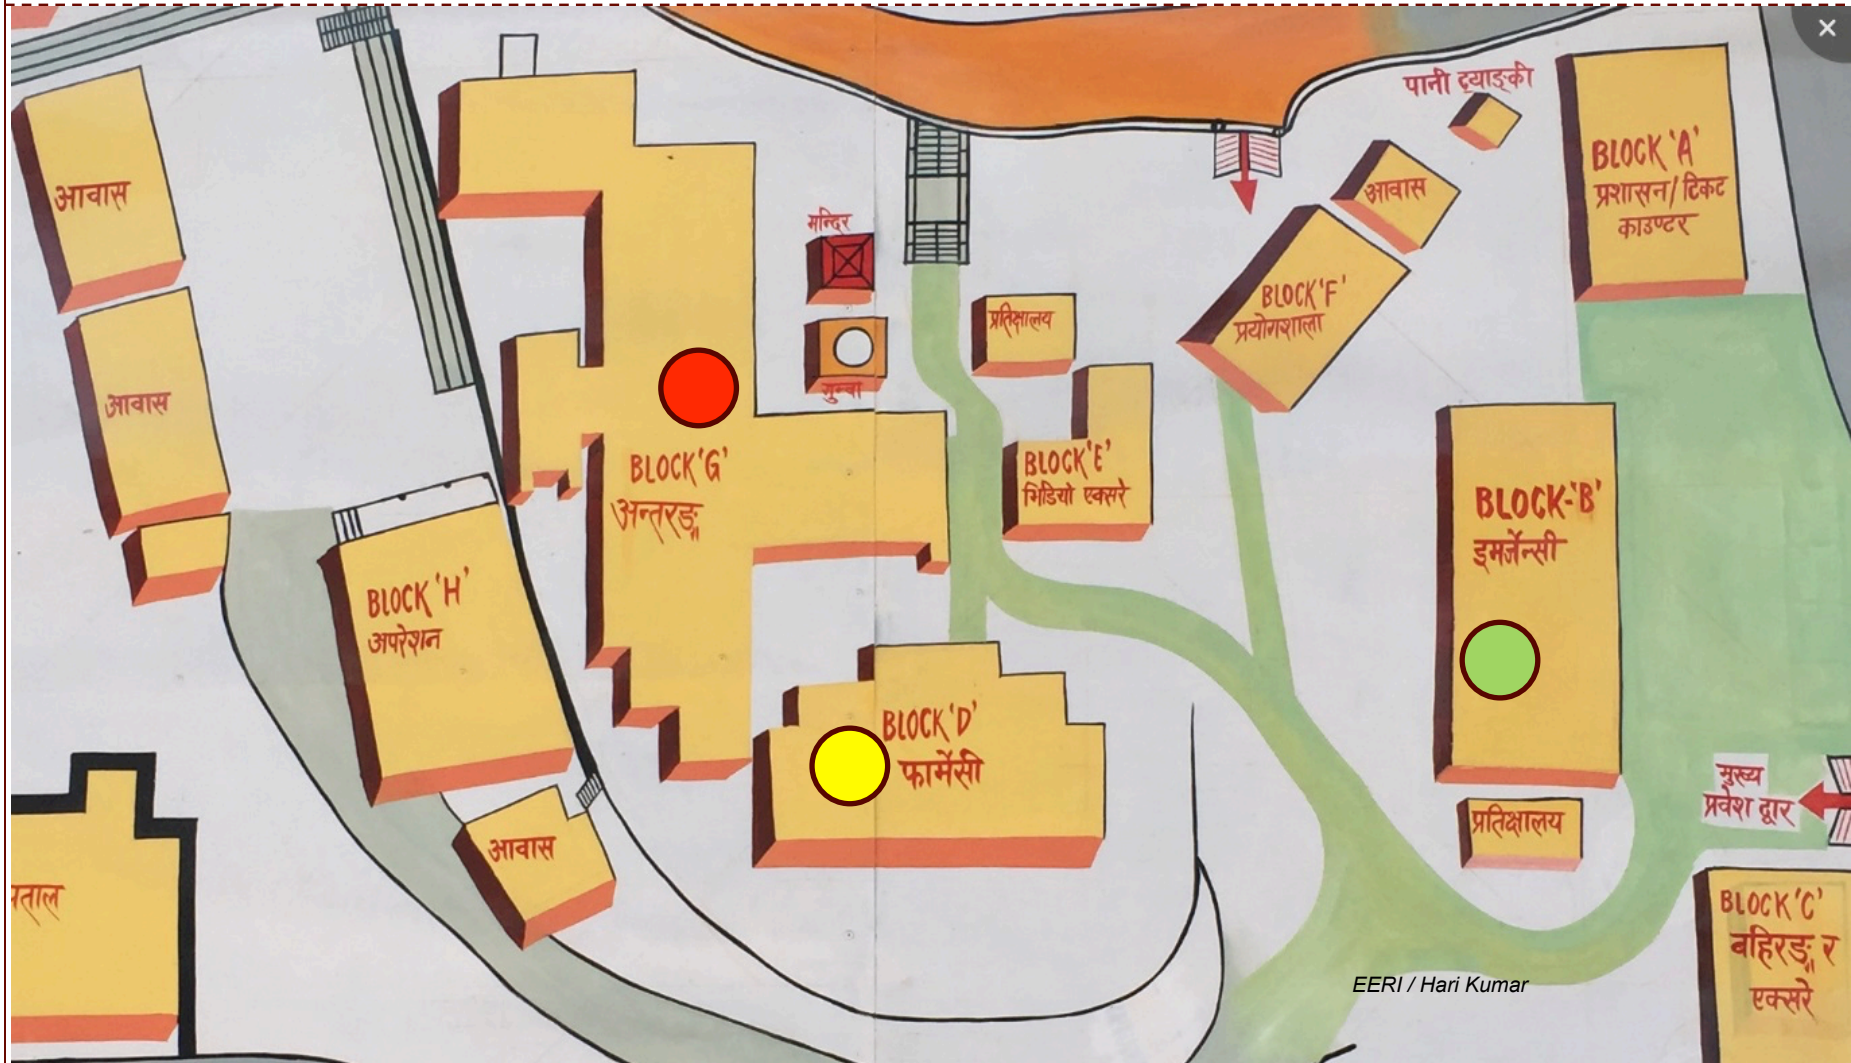 पानी ट्याङ्की
BLOCK 'A'
प्रशासन/टिकट
काउण्टर
आवास
आवास
BLOCK 'F'
प्रयोगशाला
मन्दिर
गुम्वा
प्रतिक्षालय
आवास
BLOCK 'G'
अन्तरङ्ग
BLOCK 'E'
भिडियो एक्सरे
BLOCK-'B'
इमर्जेन्सी
BLOCK 'H'
अपरेशन
BLOCK 'D'
फार्मेसी
मुख्य
प्रवेश द्वार
प्रतिक्षालय
आवास
BLOCK 'C'
बहिरङ्ग र
एक्सरे
EERI / Hari Kumar